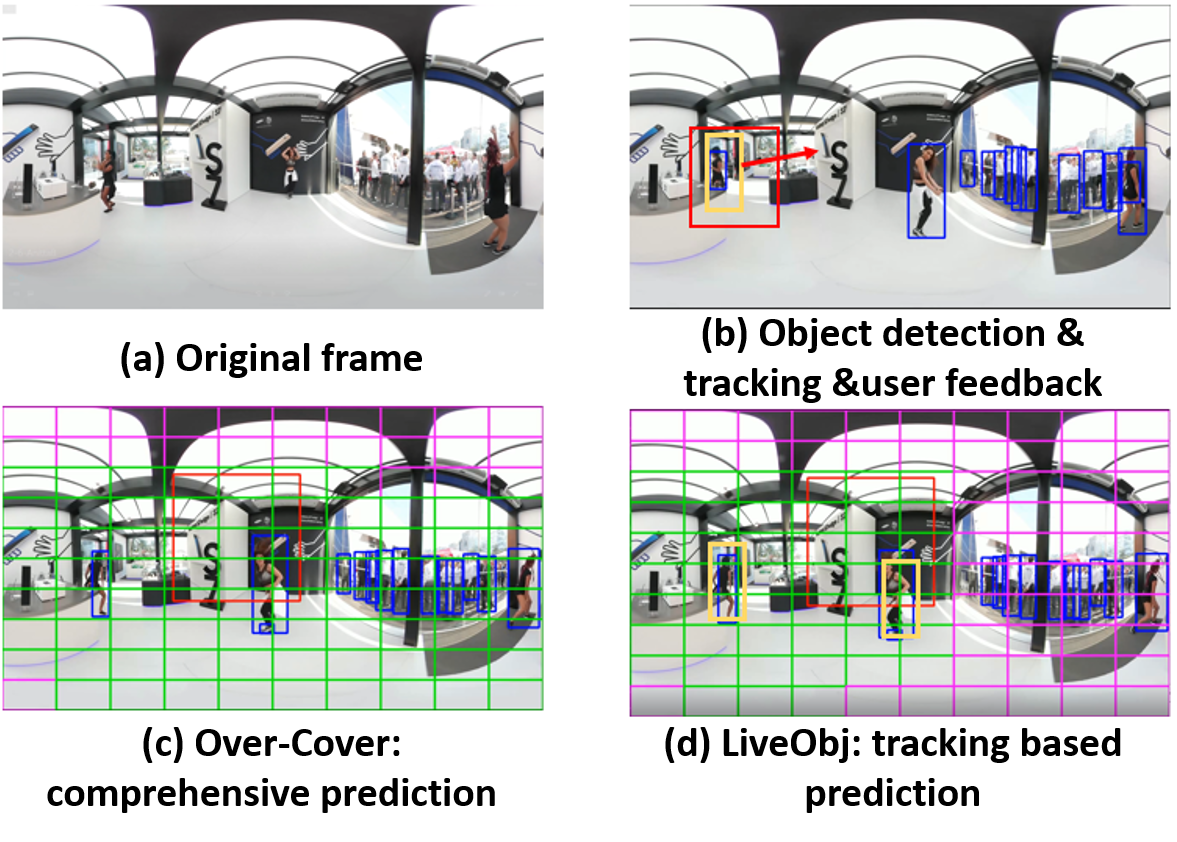 (a) Original frame
(b) Object detection &
tracking &user feedback
(c) Over-Cover:
comprehensive prediction
(d) LiveObj: tracking based
prediction